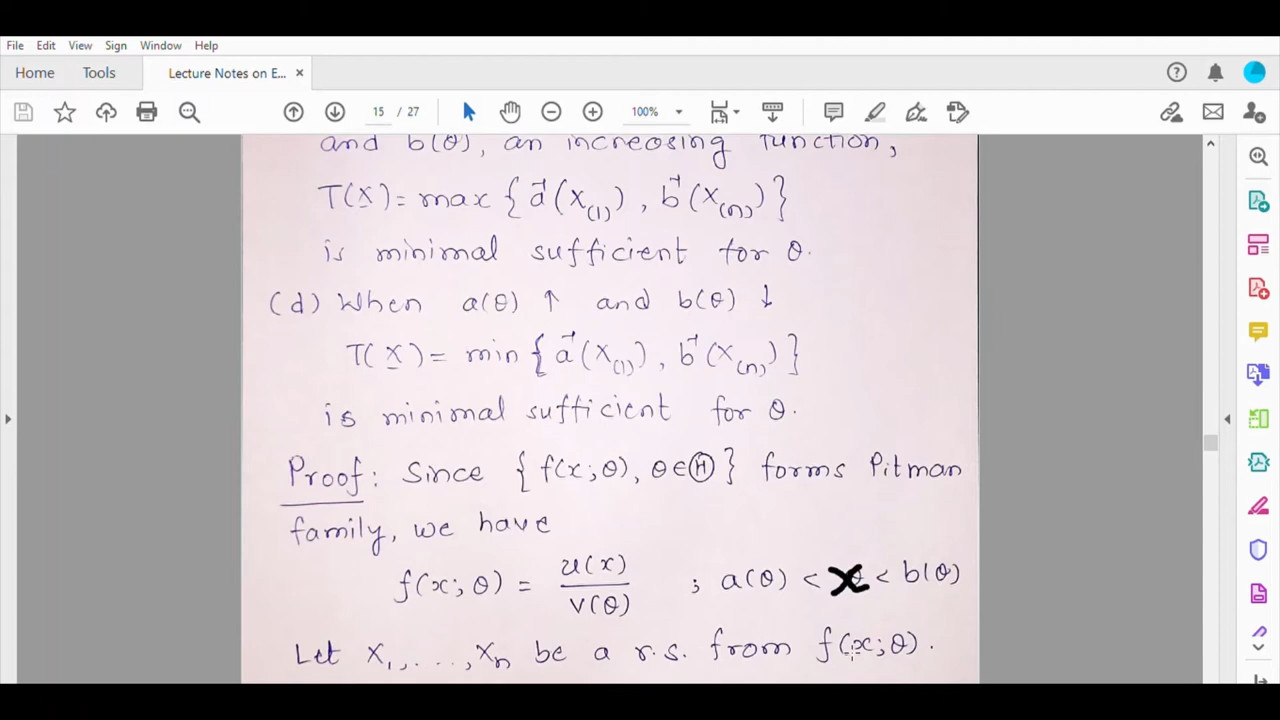 File Edit View Sign Window Help
Home Tools Lecture Notes on E... ×
15 / 27 100%
and b(θ), an increasing function,
T(X̲) = max { a⁻¹(X₍₁₎), b⁻¹(X₍ₙ₎) }
is minimal sufficient for θ.
(d) When a(θ) ↑ and b(θ) ↓
T(X̲) = min { a⁻¹(X₍₁₎), b⁻¹(X₍ₙ₎) }
is minimal sufficient for θ.
Proof: Since { f(x;θ), θ∈Ⓗ } forms Pitman
family, we have
f(x;θ) = u(x)/v(θ) ; a(θ) < x < b(θ)
Let X₁,...,Xₙ be a r.s. from f(x;θ).